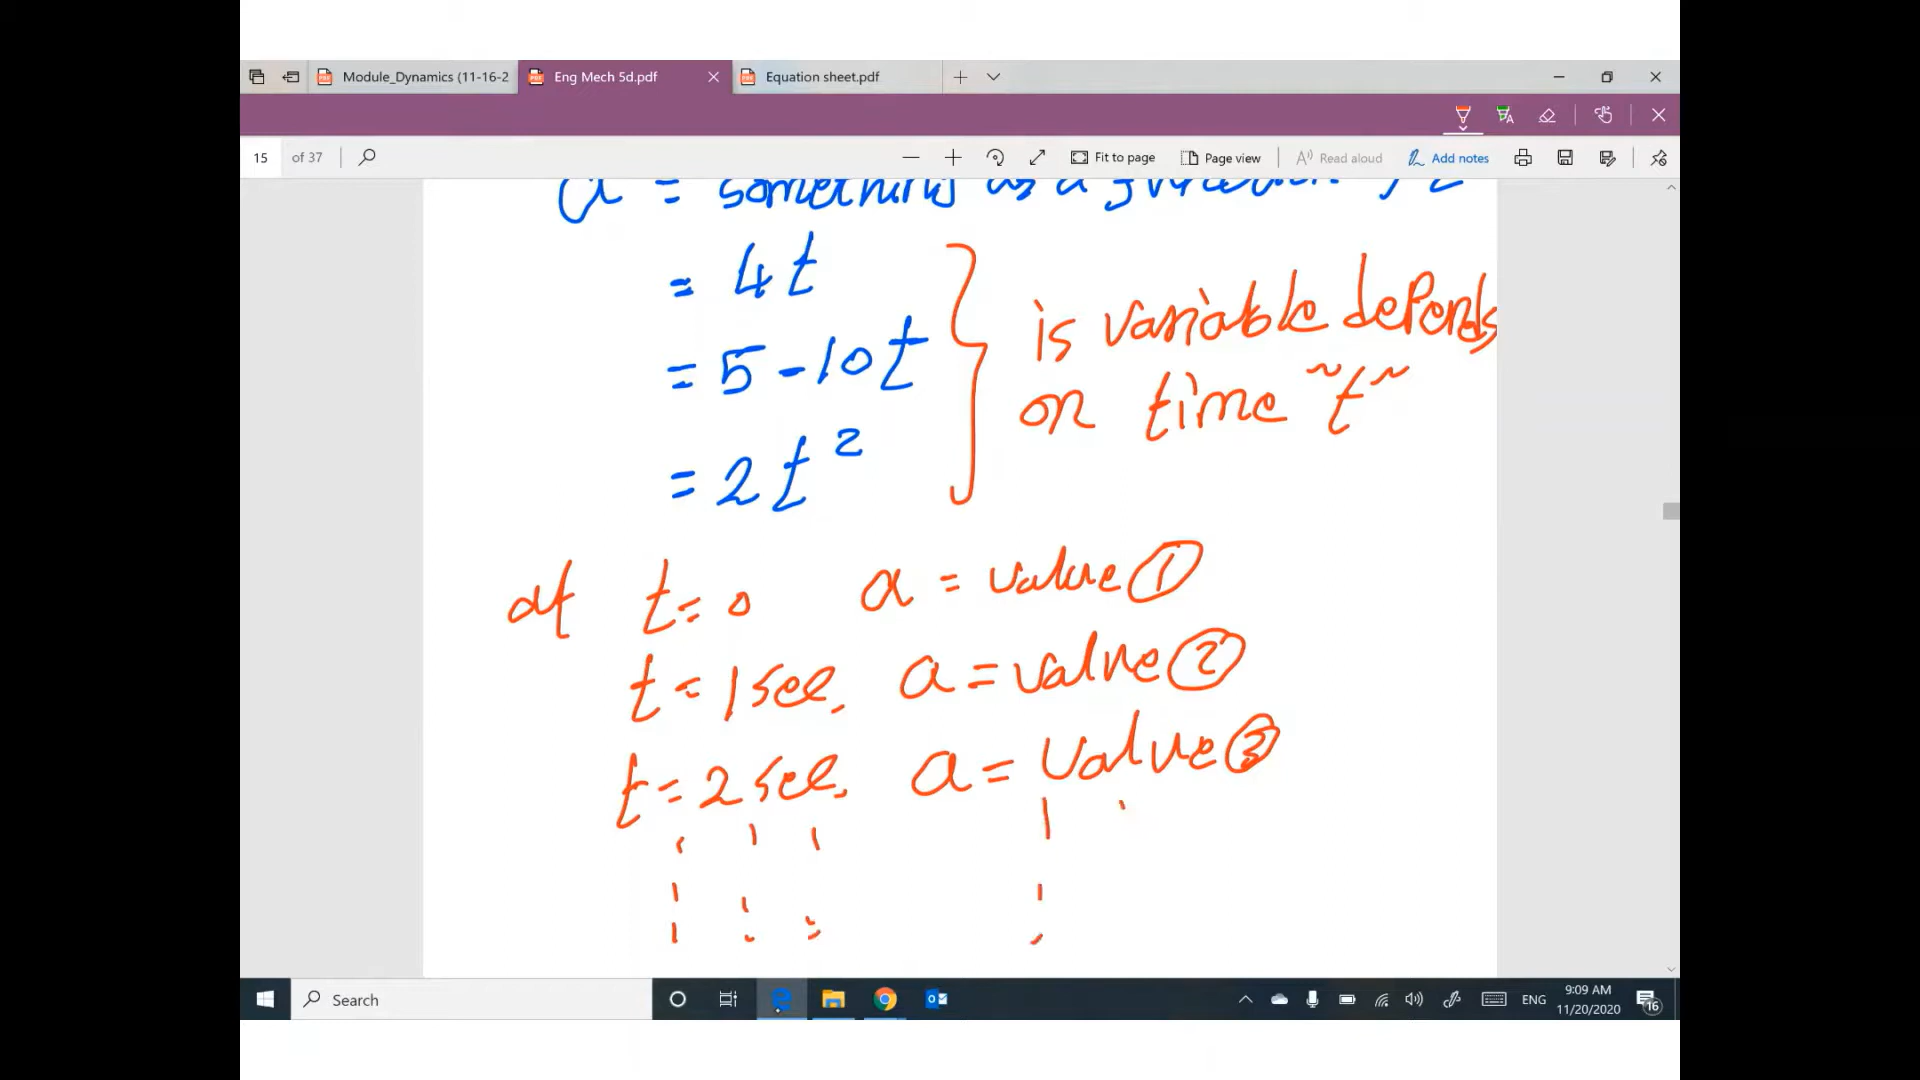 Module_Dynamics (11-16-2
Eng Mech 5d.pdf
Equation sheet.pdf
15 of 37
Fit to page
Page view
Read aloud
Add notes
a = something as a function
= 4t
= 5-10t
= 2t²
is variable depends
on time "t"
at t=0 a = value ①
t=1 sec, a = value ②
t=2 sec, a = value ③
Search
ENG
9:09 AM
11/20/2020
16